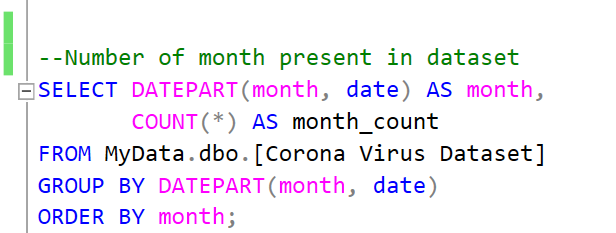 --Number of month present in dataset
SELECT DATEPART(month, date) AS month,
COUNT(*) AS month_count
FROM MyData.dbo.[Corona Virus Dataset]
GROUP BY DATEPART(month, date)
ORDER BY month;